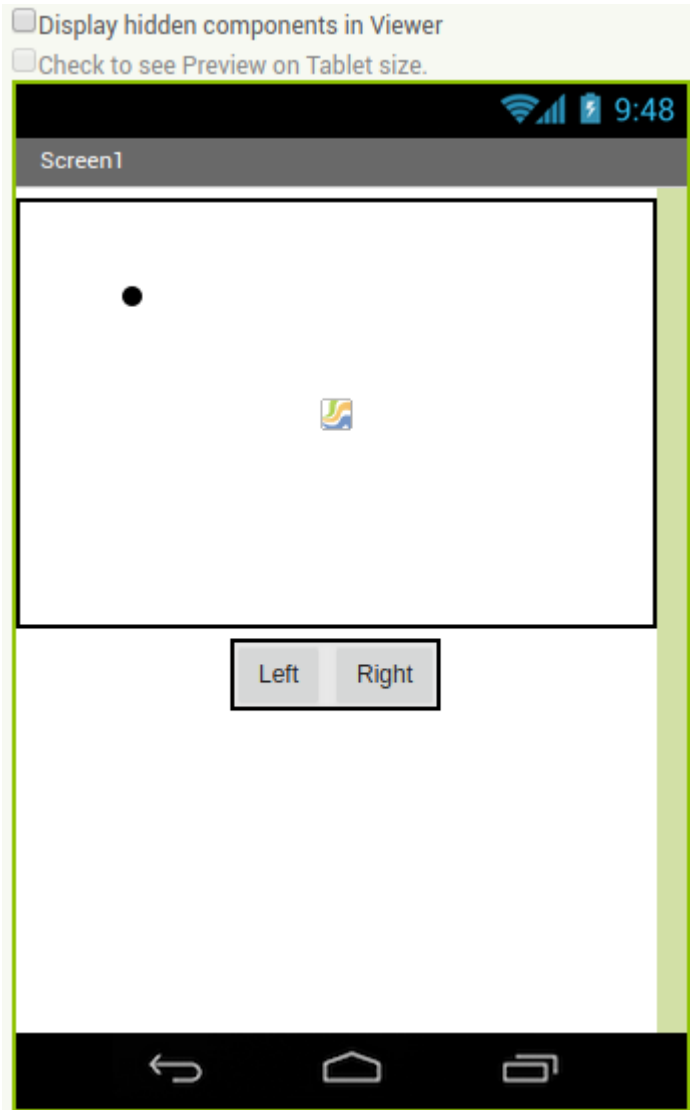 Display hidden components in Viewer
Check to see Preview on Tablet size.
9:48
Screen1
Left Right